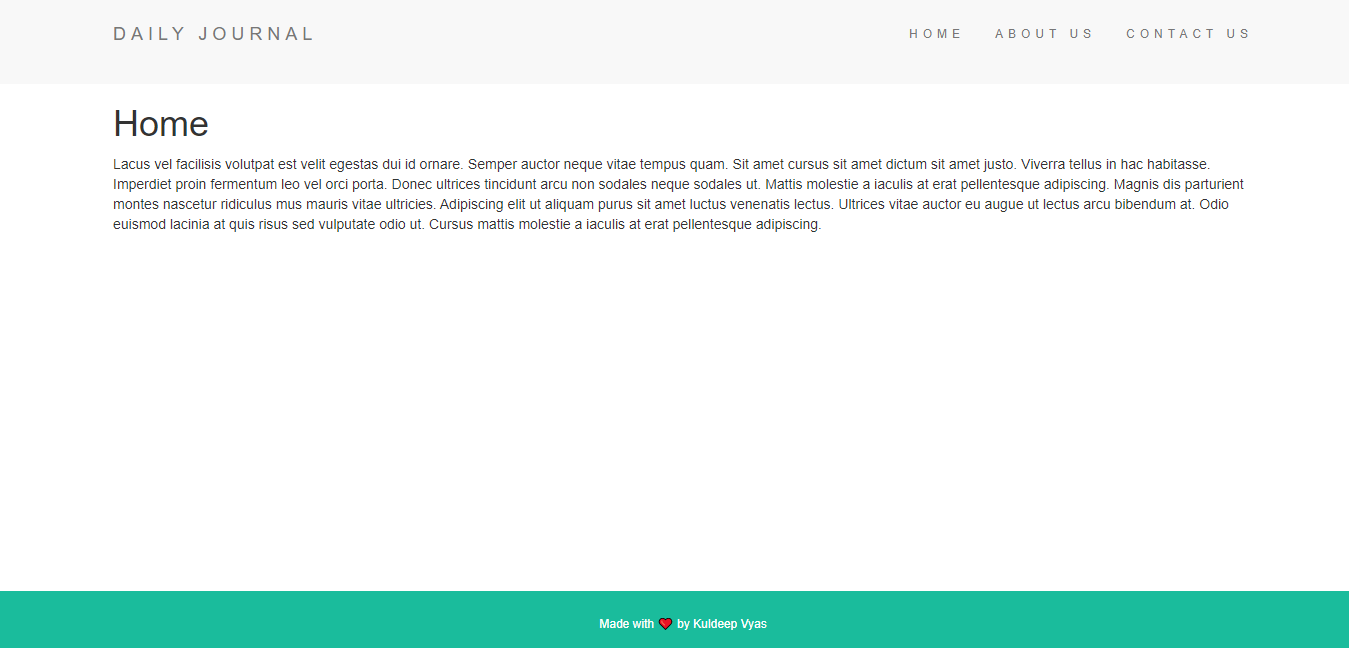 DAILY JOURNAL
HOME ABOUT US CONTACT US
Home
Lacus vel facilisis volutpat est velit egestas dui id ornare. Semper auctor neque vitae tempus quam. Sit amet cursus sit amet dictum sit amet justo. Viverra tellus in hac habitasse.
Imperdiet proin fermentum leo vel orci porta. Donec ultrices tincidunt arcu non sodales neque sodales ut. Mattis molestie a iaculis at erat pellentesque adipiscing. Magnis dis parturient
montes nascetur ridiculus mus mauris vitae ultricies. Adipiscing elit ut aliquam purus sit amet luctus venenatis lectus. Ultrices vitae auctor eu augue ut lectus arcu bibendum at. Odio
euismod lacinia at quis risus sed vulputate odio ut. Cursus mattis molestie a iaculis at erat pellentesque adipiscing.
Made with ❤ by Kuldeep Vyas